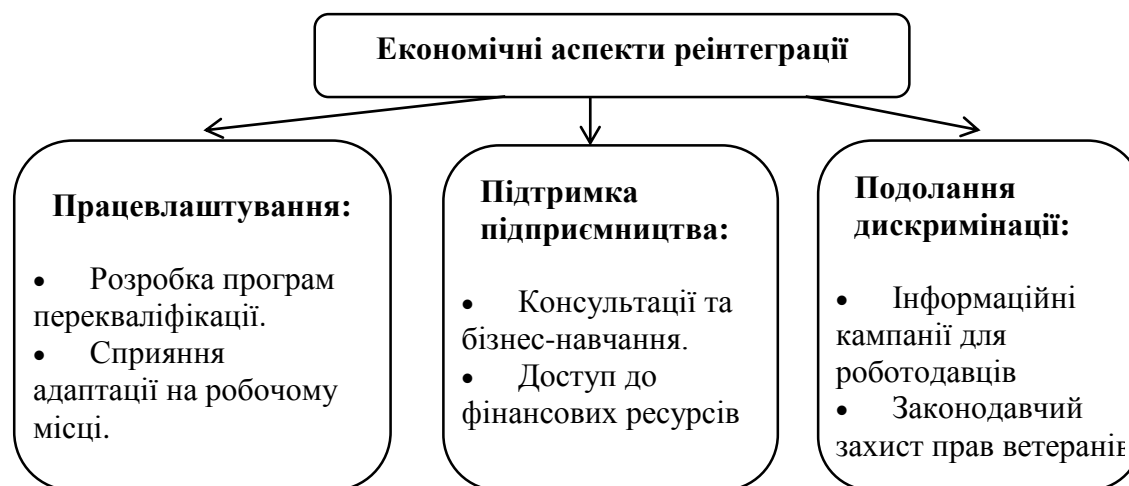 Економічні аспекти реінтеграції
Працевлаштування:
• Розробка програм
перекваліфікації.
• Сприяння
адаптації на робочому
місці.
Підтримка
підприємництва:
• Консультації та
бізнес-навчання.
• Доступ до
фінансових ресурсів
Подолання
дискримінації:
• Інформаційні
кампанії для
роботодавців
• Законодавчий
захист прав ветеранів